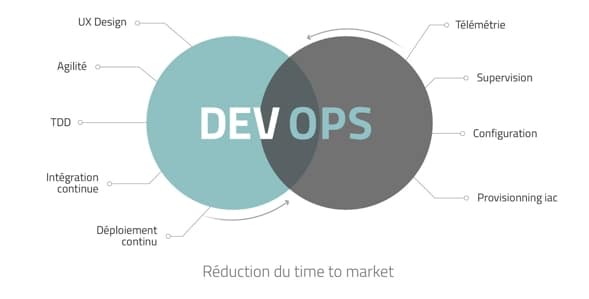 UX Design
Agilité
TDD
Intégration
continue
Déploiement
continu
DEV OPS
Télémétrie
Supervision
Configuration
Provisionning iac
Réduction du time to market